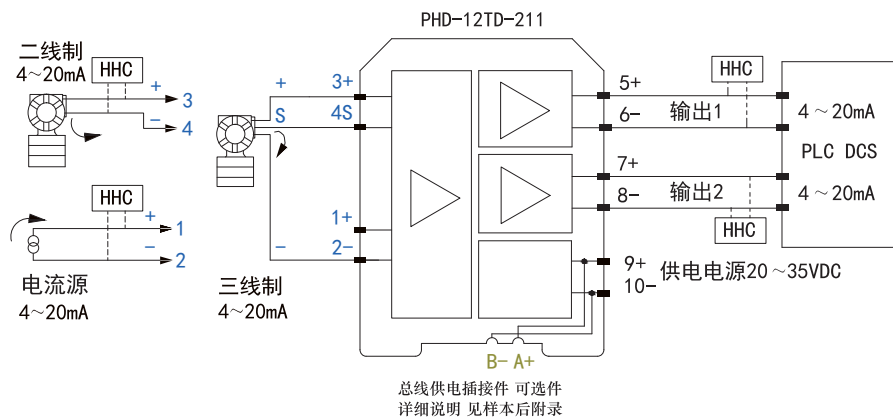 PHD-12TD-211
二线制
4～20mA
HHC
+
3
−
4
HHC
+
1
−
2
电流源
4～20mA
+
S
−
三线制
4～20mA
3+
4S
1+
2-
5+
6-
输出1
HHC
7+
8-
输出2
HHC
4～20mA
PLC DCS
4～20mA
9+
10-
供电电源20～35VDC
B- A+
总线供电插接件 可选件
详细说明 见样本后附录